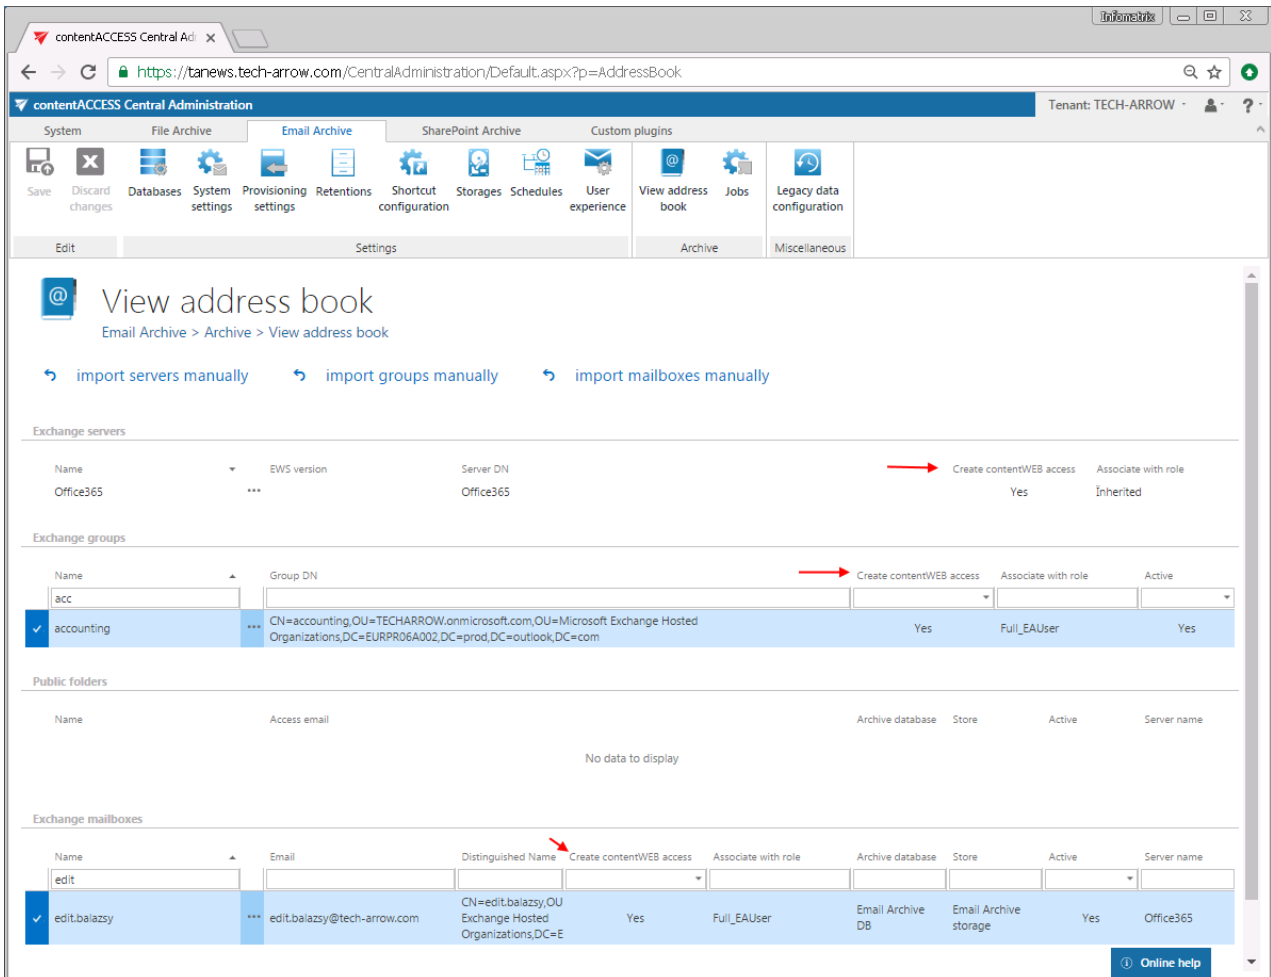 Infometrix
contentACCESS Central Ad
https://tanews.tech-arrow.com/CentralAdministration/Default.aspx?p=AddressBook
contentACCESS Central Administration
Tenant: TECH-ARROW
?
System File Archive Email Archive SharePoint Archive Custom plugins
Save
Discard changes
Databases
System settings
Provisioning settings
Retentions
Shortcut configuration
Storages
Schedules
User experience
View address book
Jobs
Legacy data configuration
Edit Settings Archive Miscellaneous
View address book
Email Archive > Archive > View address book
import servers manually import groups manually import mailboxes manually
Exchange servers
Name EWS version Server DN Create contentWEB access Associate with role
Office365 ••• Office365 Yes Inherited
Exchange groups
Name Group DN Create contentWEB access Associate with role Active
acc
accounting ••• CN=accounting,OU=TECHARROW.onmicrosoft.com,OU=Microsoft Exchange Hosted
Organizations,DC=EURPR06A002,DC=prod,DC=outlook,DC=com
Yes Full_EAUser Yes
Public folders
Name Access email Archive database Store Active Server name
No data to display
Exchange mailboxes
Name Email Distinguished Name Create contentWEB access Associate with role Archive database Store Active Server name
edit
edit.balazsy ••• edit.balazsy@tech-arrow.com
CN=edit.balazsy,OU
Exchange Hosted
Organizations,DC=E
Yes Full_EAUser
Email Archive
DB
Email Archive
storage
Yes Office365
Online help